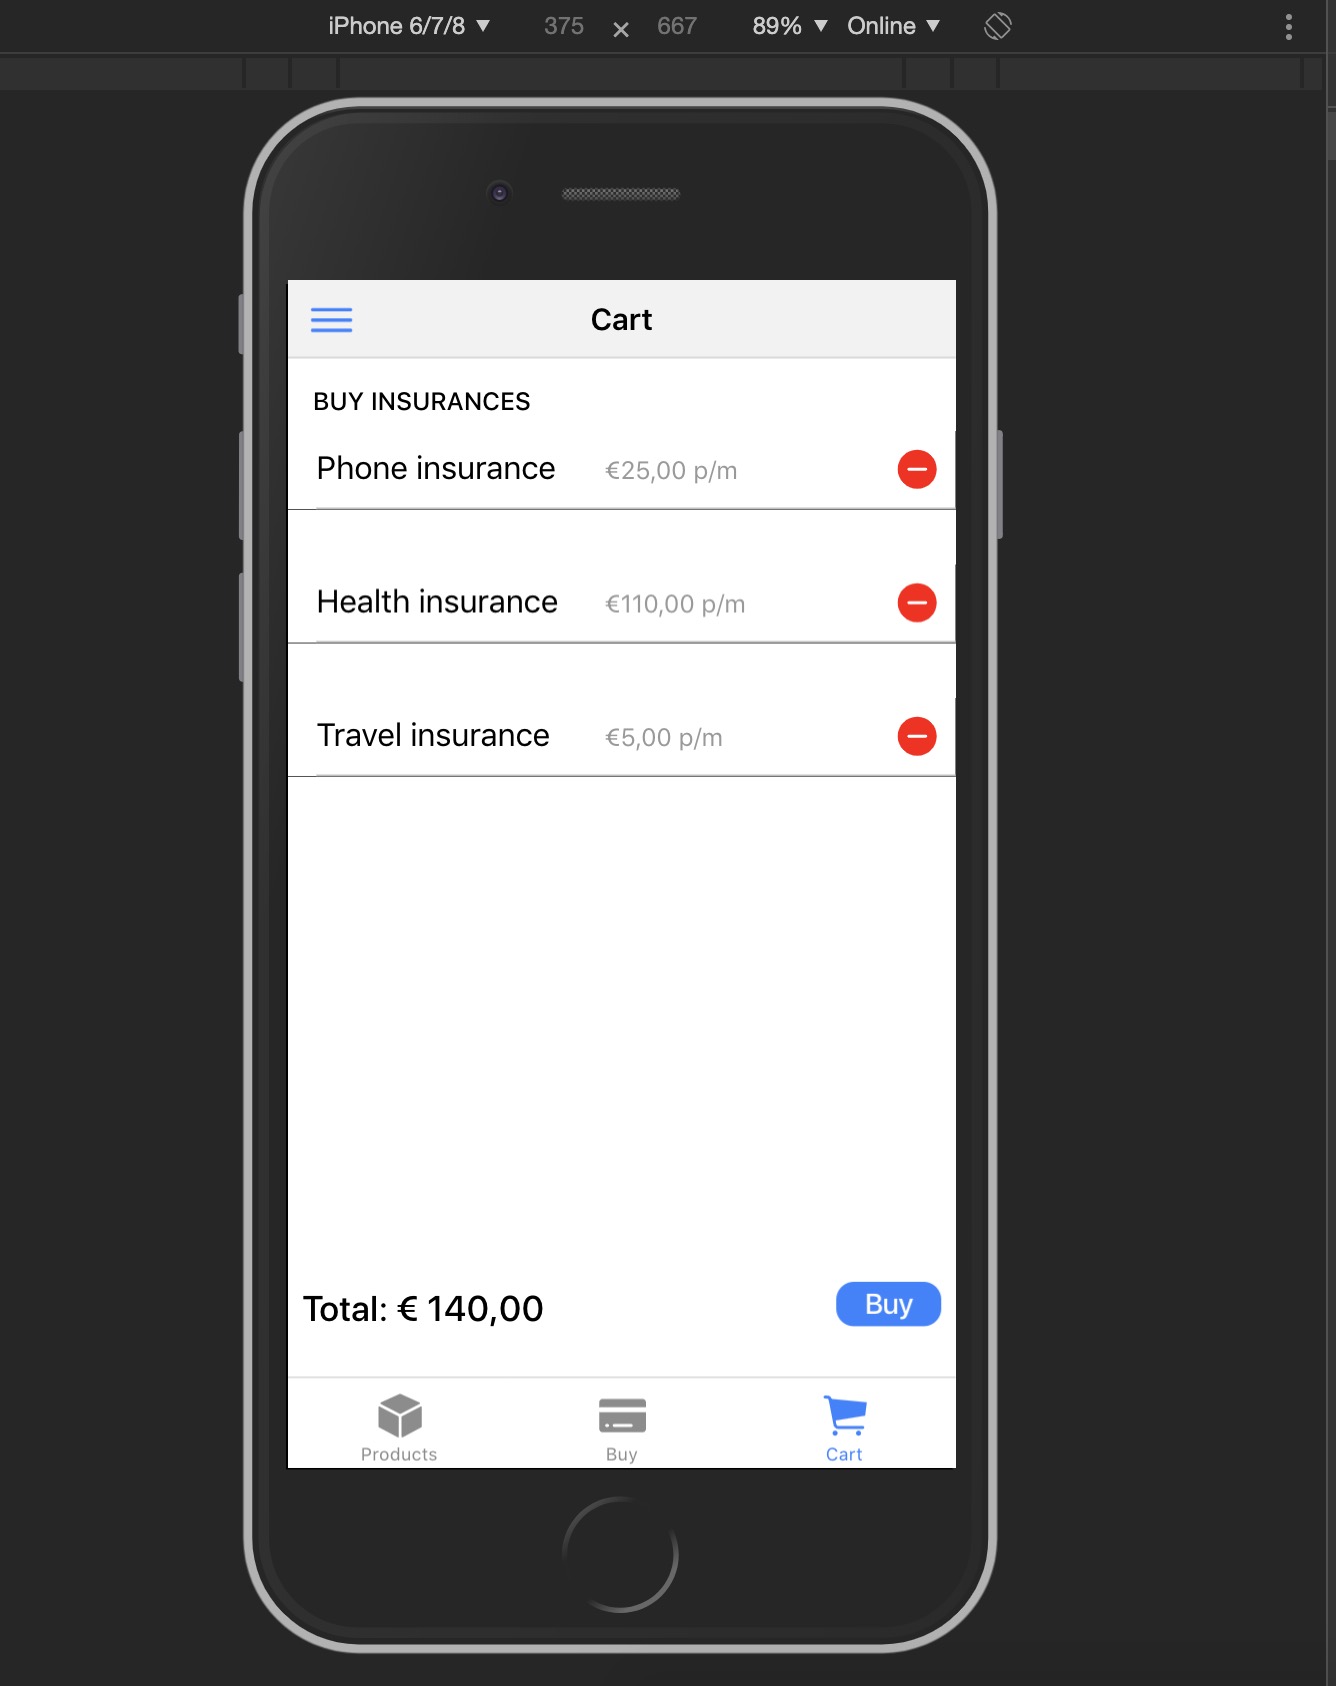 iPhone 6/7/8 ▼ 375 × 667 89% ▼ Online ▼
Cart
BUY INSURANCES
Phone insurance €25,00 p/m
Health insurance €110,00 p/m
Travel insurance €5,00 p/m
Total: € 140,00 Buy
Products Buy Cart